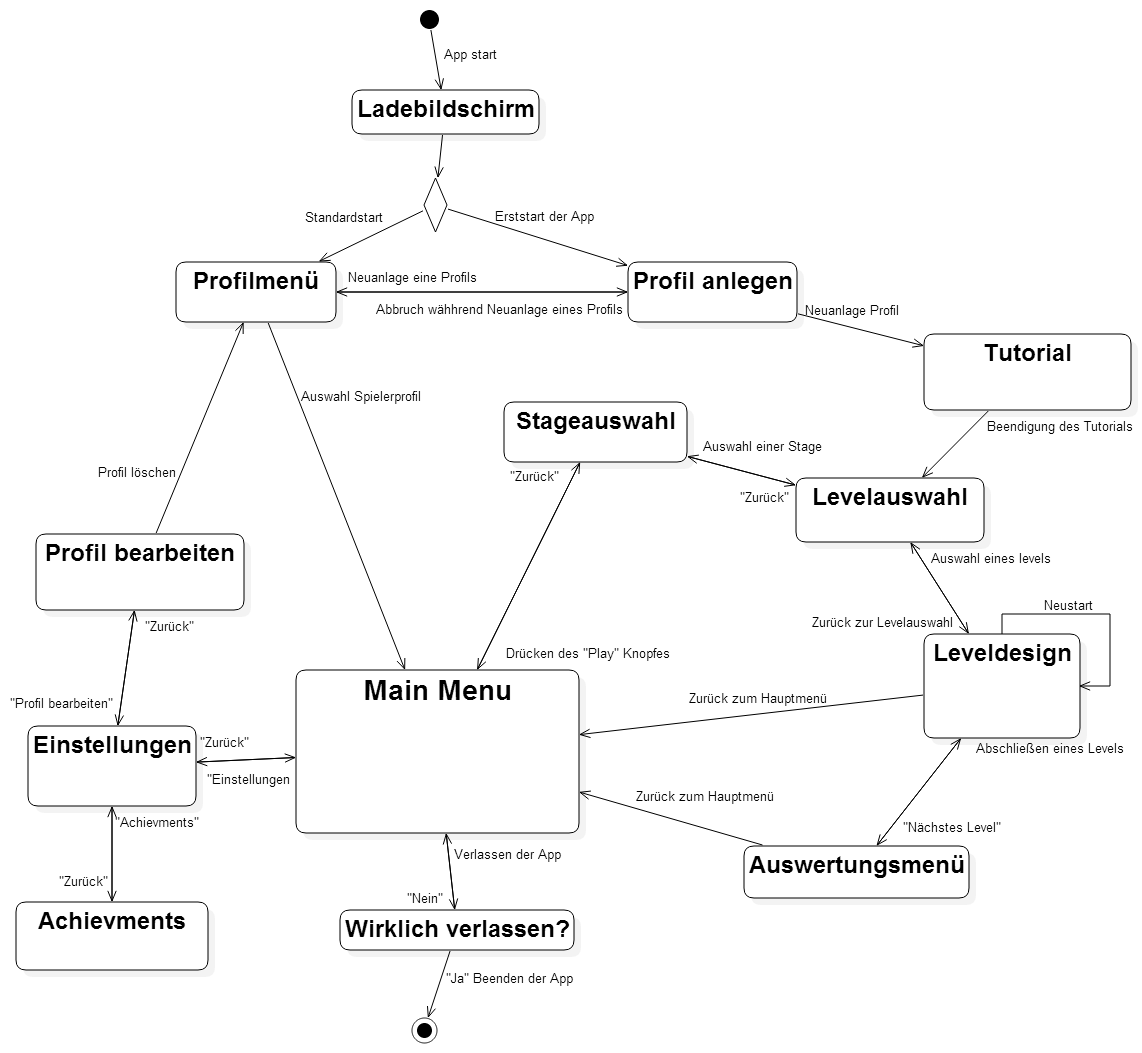 App start
Ladebildschirm
Standardstart
Erststart der App
Profilmenü
Neuanlage eine Profils
Profil anlegen
Abbruch während Neuanlage eines Profils
Neuanlage Profil
Tutorial
Auswahl Spielerprofil
Stageauswahl
Beendigung des Tutorials
Auswahl einer Stage
Profil löschen
"Zurück"
"Zurück"
Levelauswahl
Profil bearbeiten
Auswahl eines levels
Neustart
"Zurück"
Zurück zur Levelauswahl
Drücken des "Play" Knopfes
Leveldesign
Main Menu
Zurück zum Hauptmenü
"Profil bearbeiten"
Einstellungen
"Zurück"
Abschließen eines Levels
"Einstellungen
Zurück zum Hauptmenü
"Achievments"
"Nächstes Level"
Verlassen der App
Auswertungsmenü
"Zurück"
"Nein"
Achievments
Wirklich verlassen?
"Ja" Beenden der App